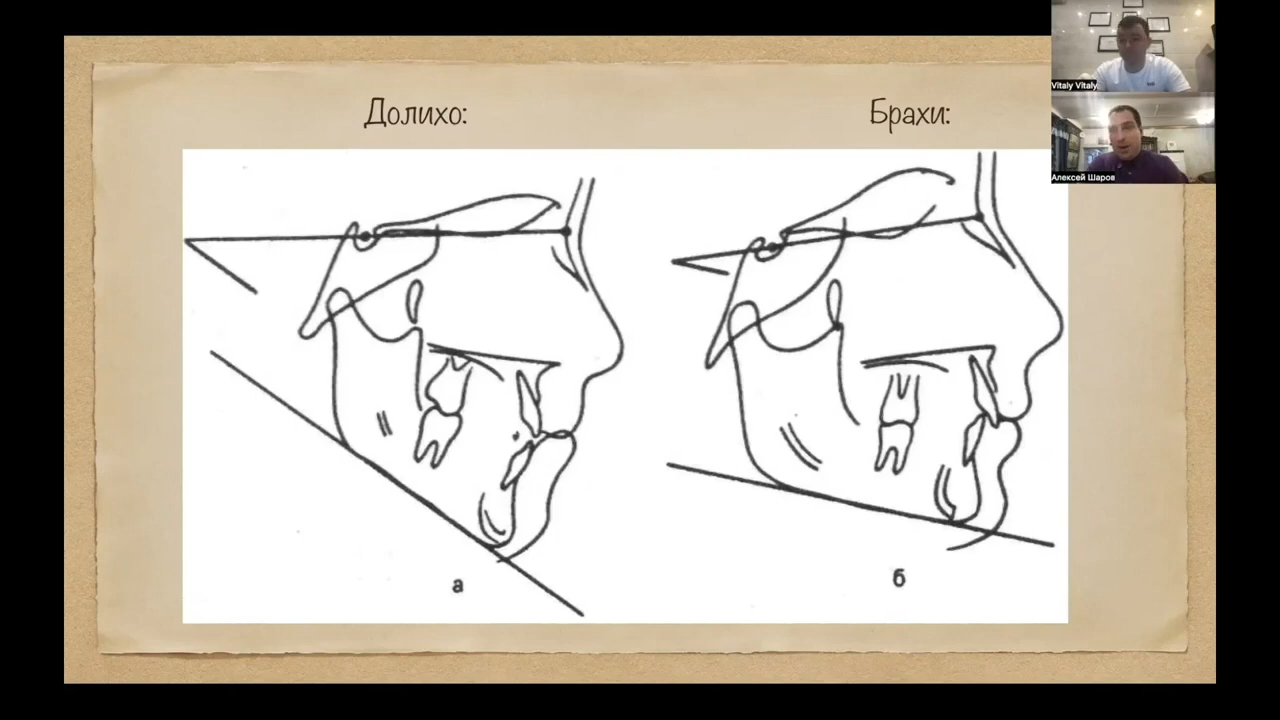 Долихо:
Брахи:
Vitaly Vitaly
Алексей Шаров
а
б